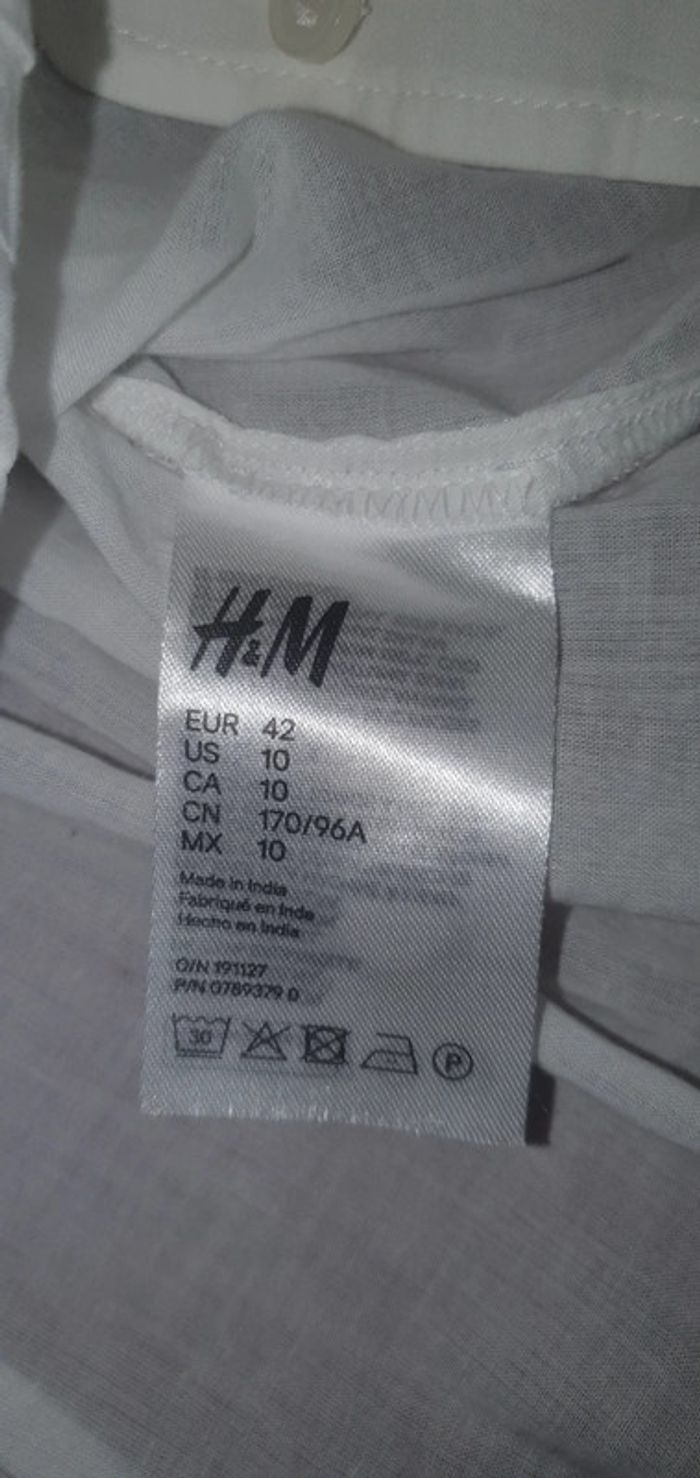 H&M
EUR 42
US 10
CA 10
CN 170/96A
MX 10
Made in India
Fabriqué en Inde
Hecho en India
O/N 191127
P/N 0789379 0
30
P